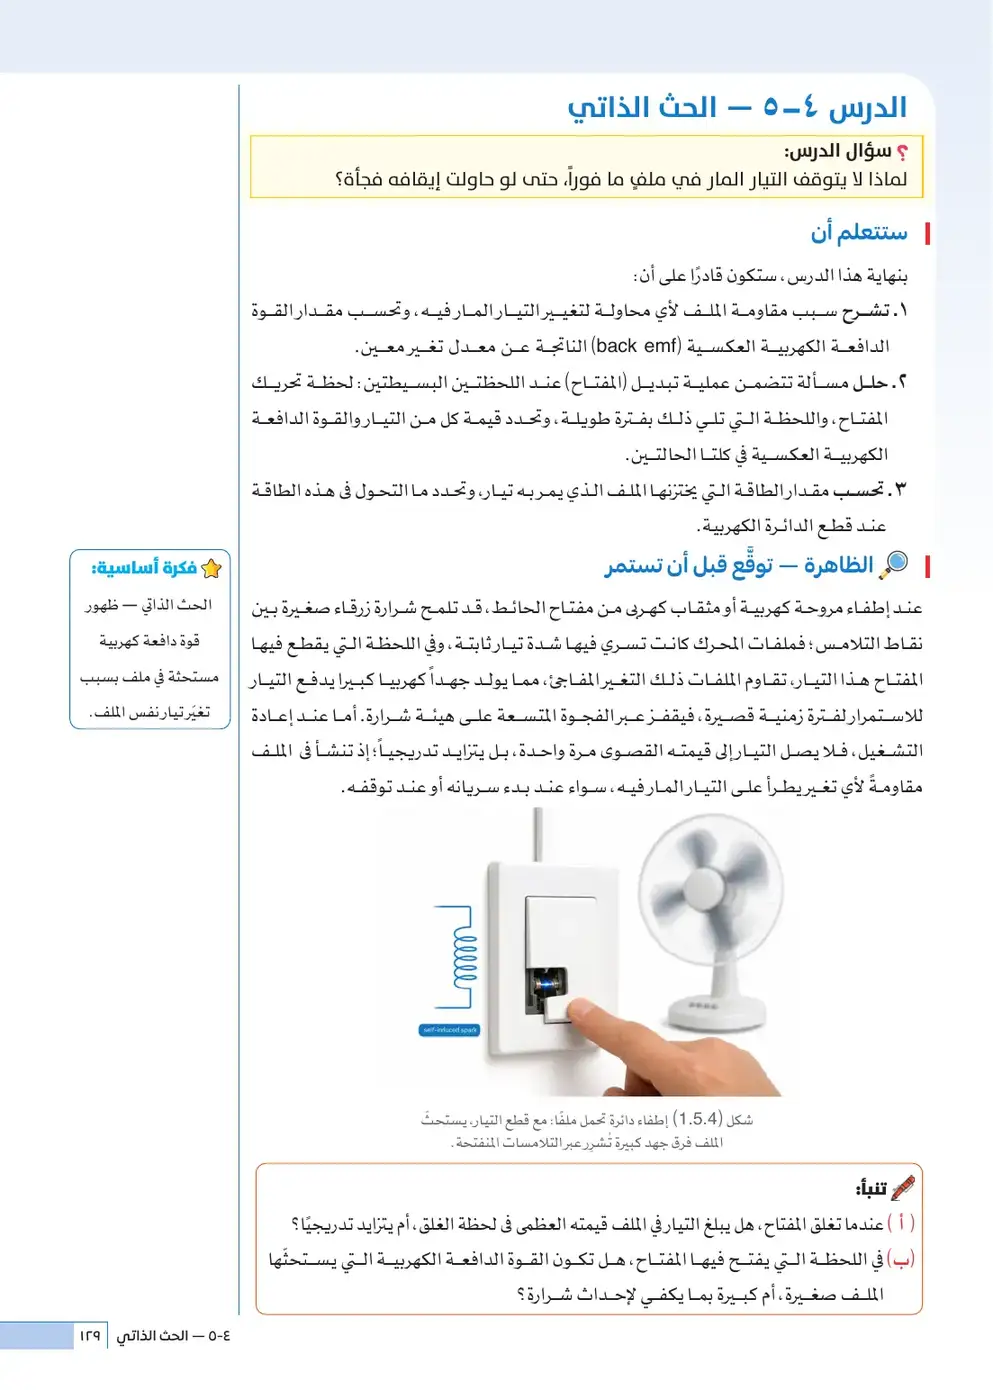 الدرس ٤-٥ — الحث الذاتي
؟ سؤال الدرس:
لماذا لا يتوقف التيار المار في ملفٍ ما فوراً، حتى لو حاولت إيقافه فجأة؟
ستتعلم أن
بنهاية هذا الدرس، ستكون قادرًا على أن:
١. تشرح سبب مقاومة الملف لأي محاولة لتغيير التيار المار فيه، وتحسب مقدار القوة
الدافعة الكهربية العكسية (back emf) الناتجة عن معدل تغير معين.
٢. حلل مسألة تتضمن عملية تبديل (المفتاح) عند اللحظتين البسيطتين: لحظة تحريك
المفتاح، واللحظة التي تلي ذلك بفترة طويلة، وتحدد قيمة كل من التيار والقوة الدافعة
الكهربية العكسية في كلتا الحالتين.
٣. تحسب مقدار الطاقة التي يختزنها الملف الذي يمر به تيار، وتحدد ما التحول فى هذه الطاقة
عند قطع الدائرة الكهربية.
الظاهرة — توقَّع قبل أن تستمر
عند إطفاء مروحة كهربية أو مثقاب كهربى من مفتاح الحائط، قد تلمح شرارة زرقاء صغيرة بين
نقاط التلامس؛ فملفات المحرك كانت تسري فيها شدة تيار ثابتة، وفي اللحظة التي يقطع فيها
المفتاح هذا التيار، تقاوم الملفات ذلك التغير المفاجئ، مما يولد جهداً كهربيا كبيرا يدفع التيار
للاستمرار لفترة زمنية قصيرة، فيقفز عبر الفجوة المتسعة على هيئة شرارة. أما عند إعادة
التشغيل، فلا يصل التيار إلى قيمته القصوى مرة واحدة، بل يتزايد تدريجياً؛ إذ تنشأ فى الملف
مقاومةً لأي تغير يطرأ على التيار المار فيه، سواء عند بدء سريانه أو عند توقفه.
فكرة أساسية:
الحث الذاتي — ظهور
قوة دافعة كهربية
مستحثة في ملف بسبب
تغيّر تيار نفس الملف.
self-induced spark
شكل (1.5.4) إطفاء دائرة تحمل ملفًا: مع قطع التيار، يستحثّ
الملف فرق جهد كبيرة تُشرِر عبر التلامسات المنفتحة.
تنبأ:
(أ) عندما تغلق المفتاح، هل يبلغ التيار في الملف قيمته العظمى فى لحظة الغلق، أم يتزايد تدريجيًا؟
(ب) في اللحظة التي يفتح فيها المفتاح، هل تكون القوة الدافعة الكهربية التي يستحثّها
الملف صغيرة، أم كبيرة بما يكفي لإحداث شرارة؟
٤-٥ — الحث الذاتي ١٢٩